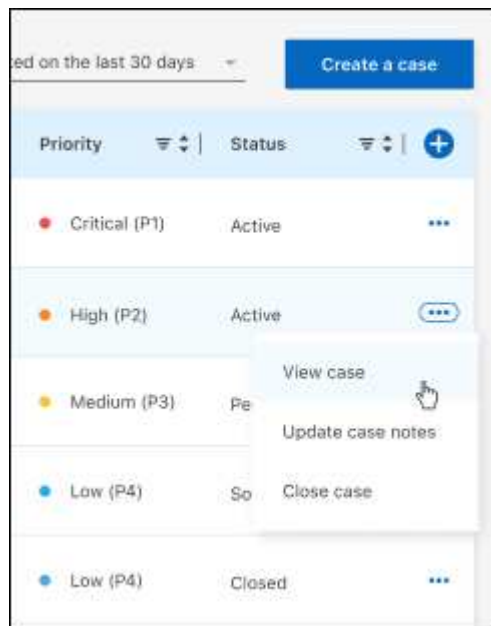 ed on the last 30 days
Create a case
Priority Status
Critical (P1) Active
High (P2) Active
View case
Medium (P3) Pe
Update case notes
Low (P4) So Close case
Low (P4) Closed